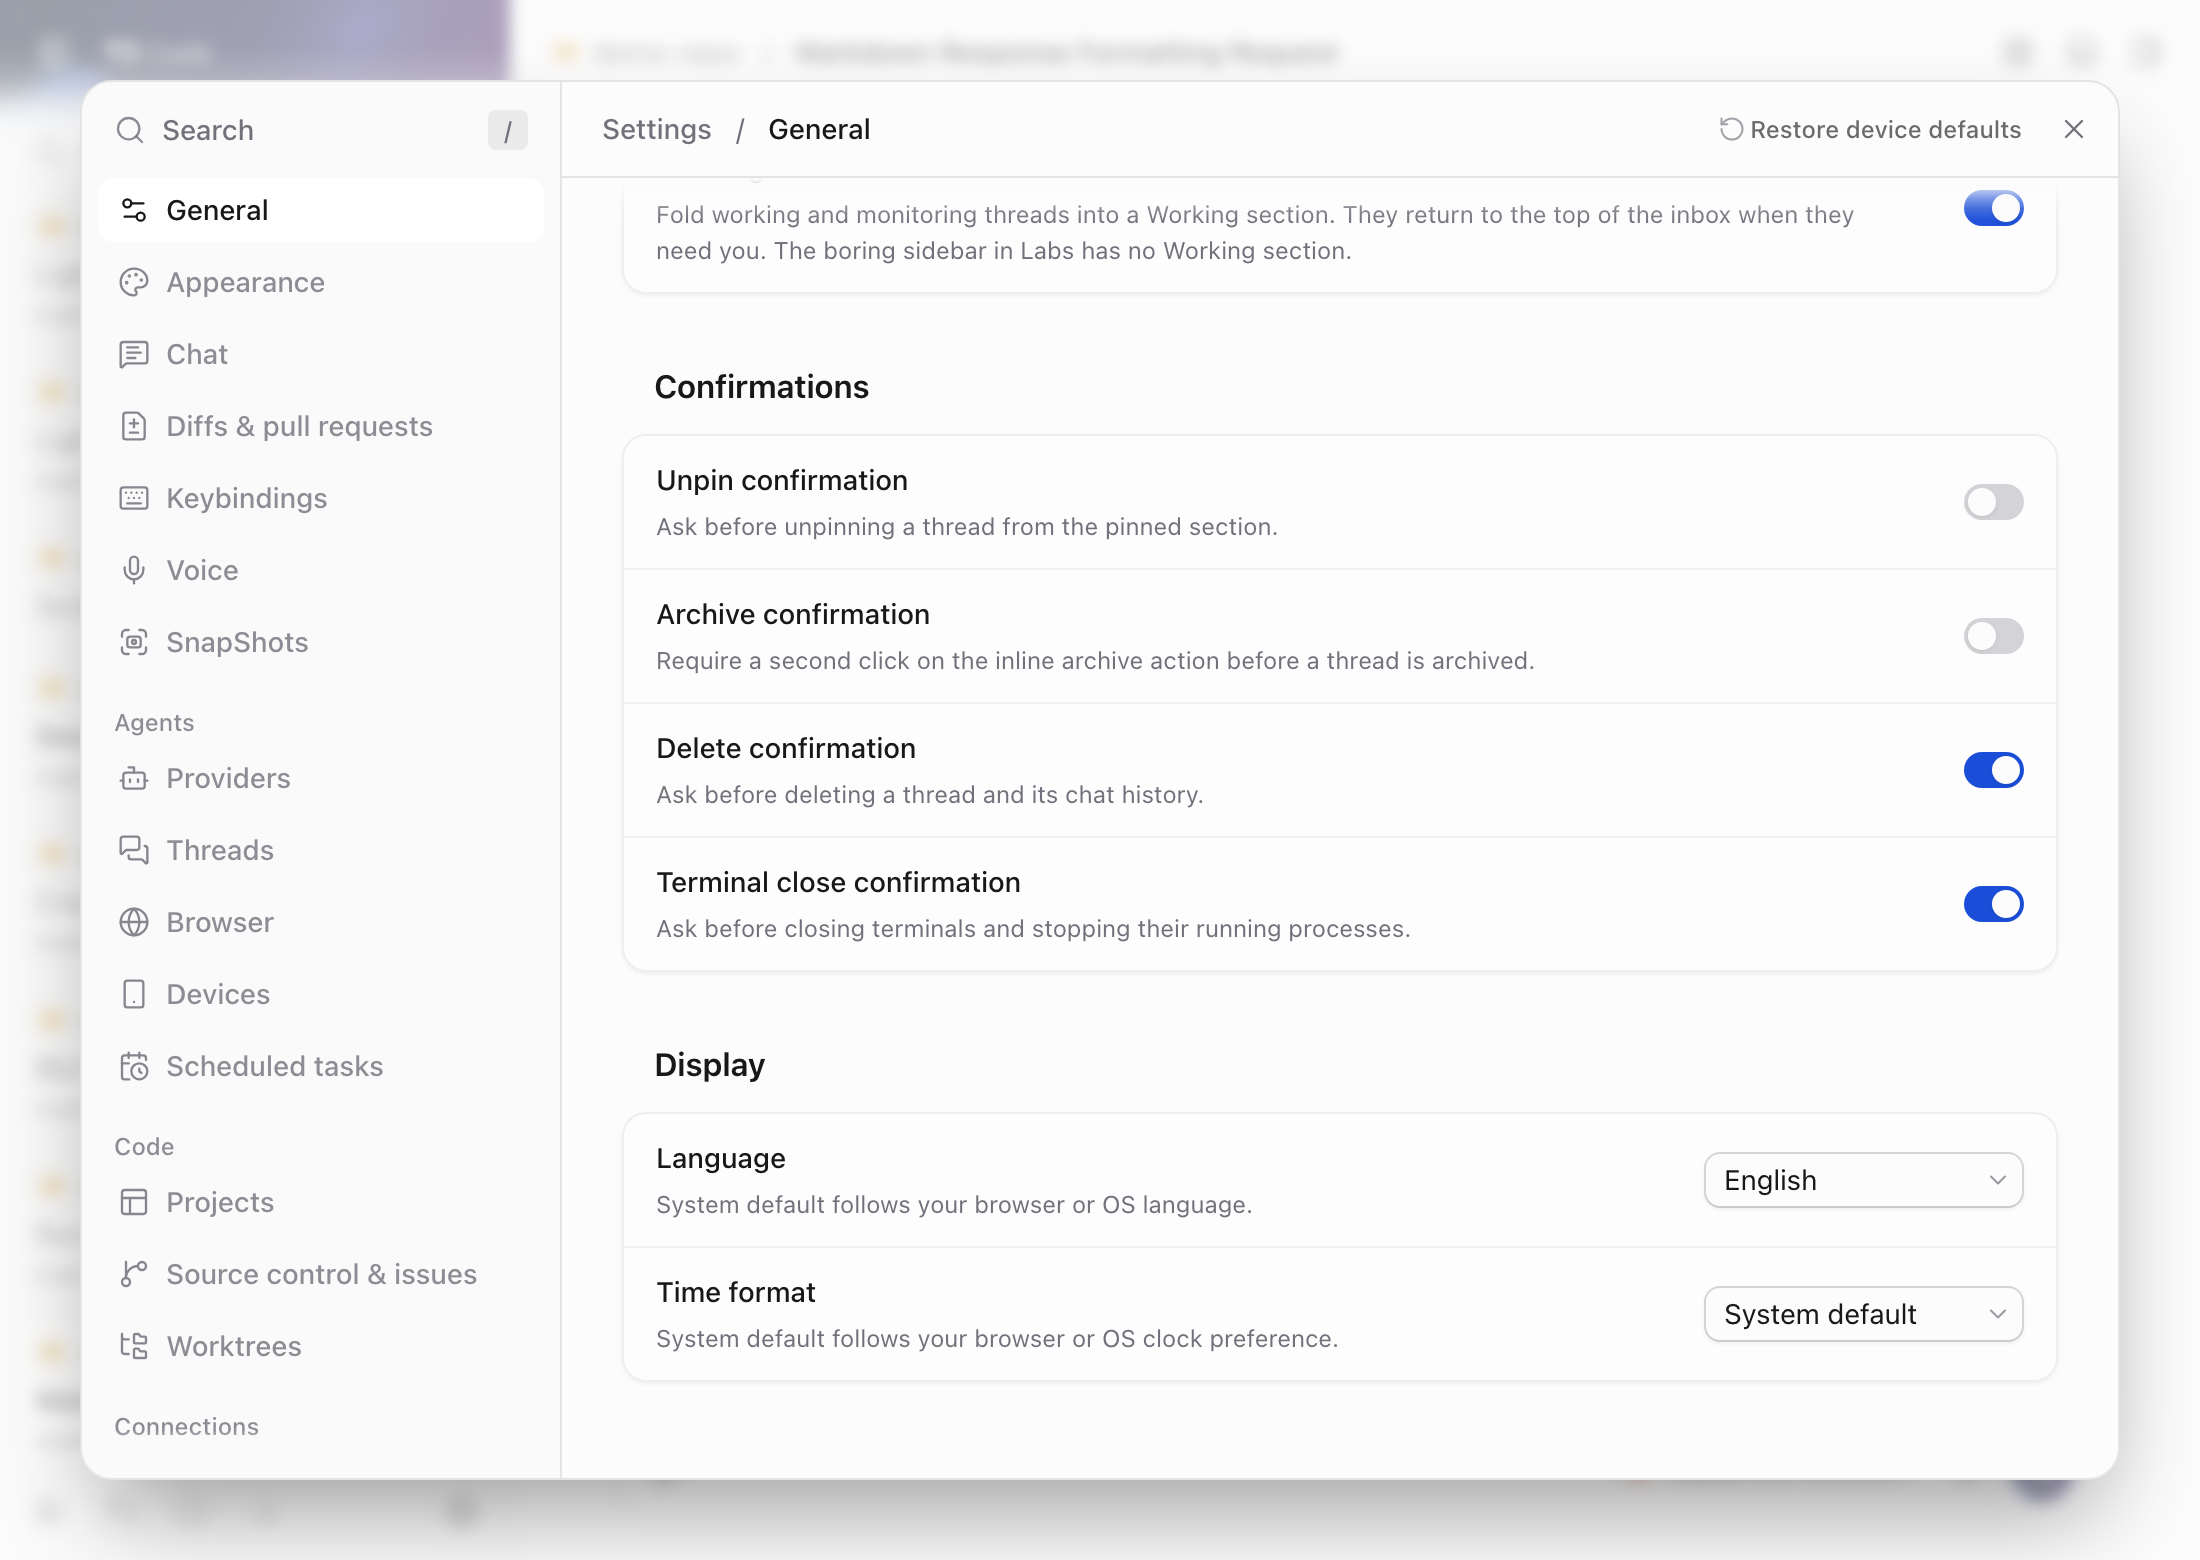 Search
/
General
Appearance
Chat
Diffs & pull requests
Keybindings
Voice
SnapShots
Agents
Providers
Threads
Browser
Devices
Scheduled tasks
Code
Projects
Source control & issues
Worktrees
Connections
Settings / General
Restore device defaults
Fold working and monitoring threads into a Working section. They return to the top of the inbox when they
need you. The boring sidebar in Labs has no Working section.
Confirmations
Unpin confirmation
Ask before unpinning a thread from the pinned section.
Archive confirmation
Require a second click on the inline archive action before a thread is archived.
Delete confirmation
Ask before deleting a thread and its chat history.
Terminal close confirmation
Ask before closing terminals and stopping their running processes.
Display
Language
English
System default follows your browser or OS language.
Time format
System default
System default follows your browser or OS clock preference.